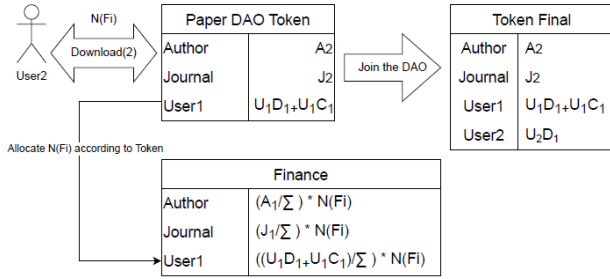 N(Fi)
Download(2)
User2
Paper DAO Token
Author A2
Journal J2
User1 U₁D₁+U₁C₁
Join the DAO
Token Final
Author A2
Journal J2
User1 U₁D₁+U₁C₁
User2 U₂D₁
Allocate N(Fi) according to Token
Finance
Author (A₁/∑ ) * N(Fi)
Journal (J₁/∑ ) * N(Fi)
User1 ((U₁D₁+U₁C₁)/∑ ) * N(Fi)